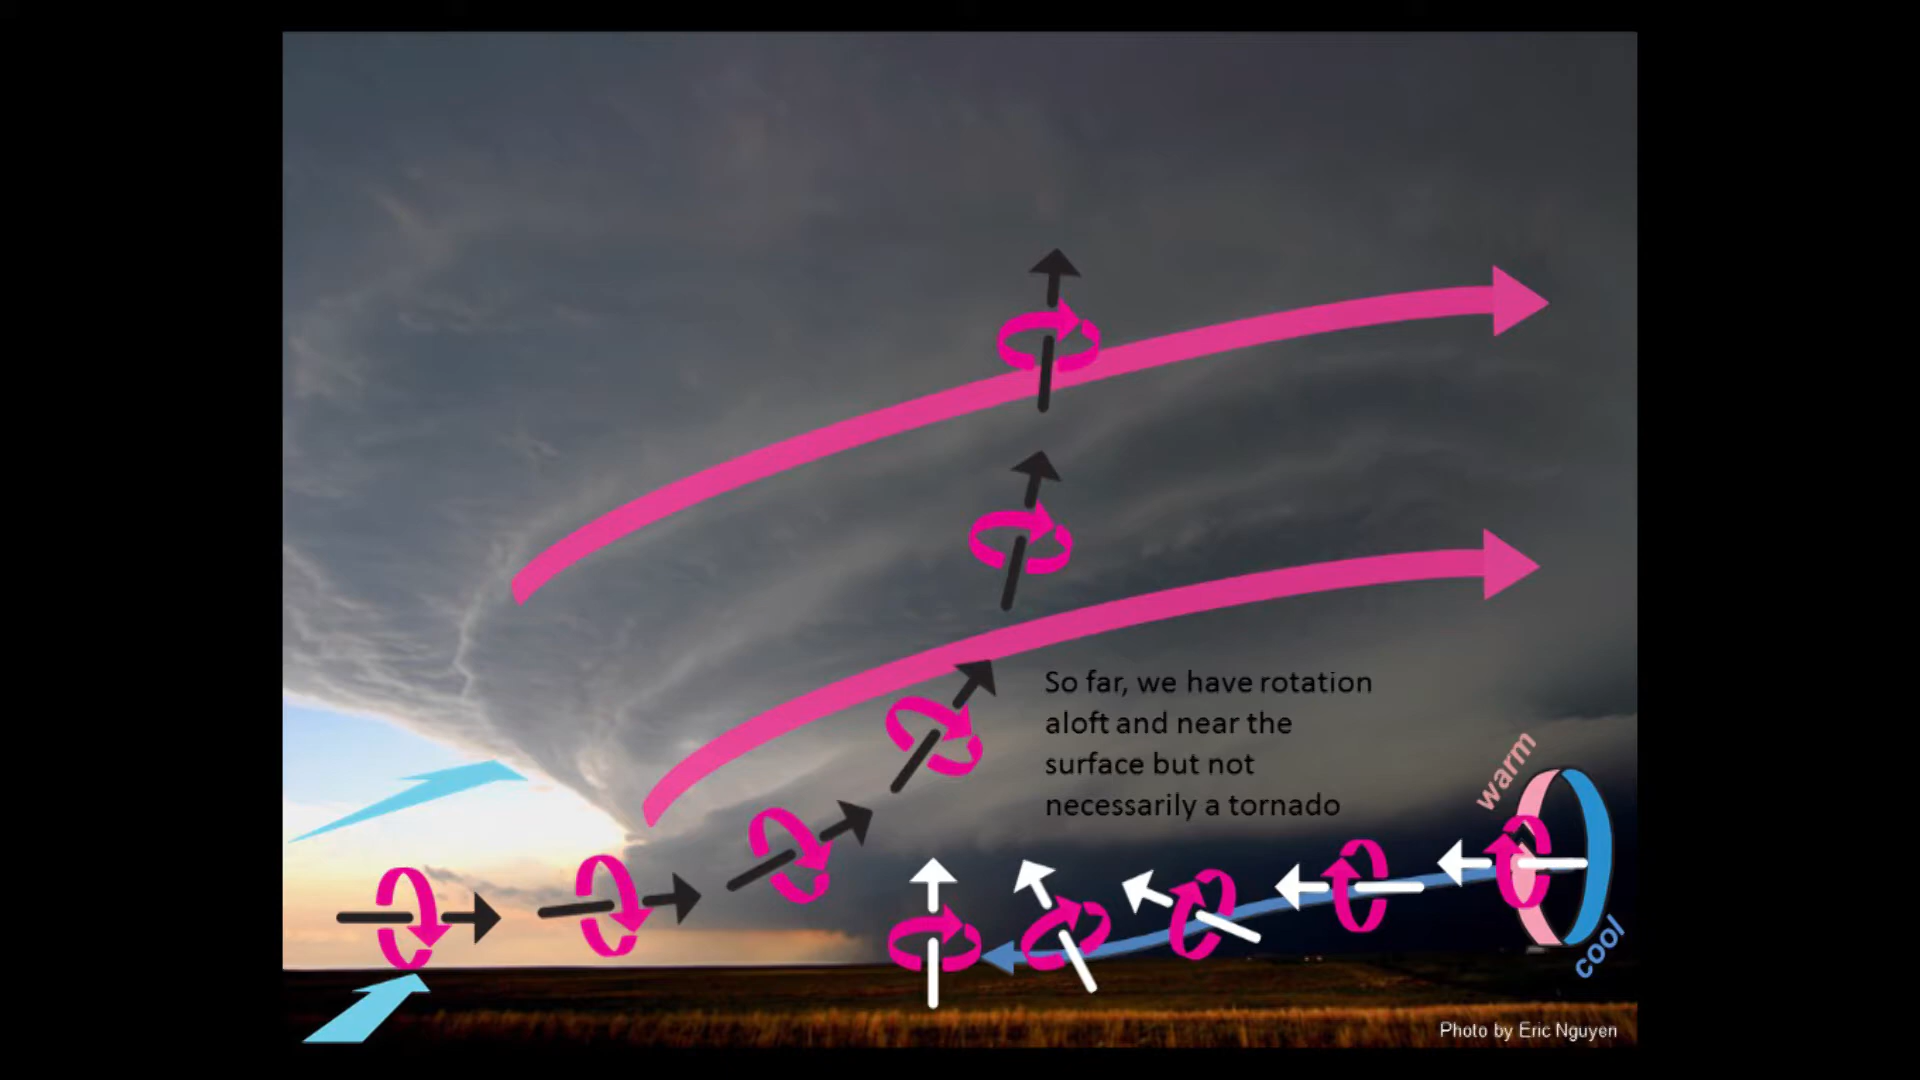 So far, we have rotation
aloft and near the
surface but not
necessarily a tornado
warm
cool
Photo by Eric Nguyen